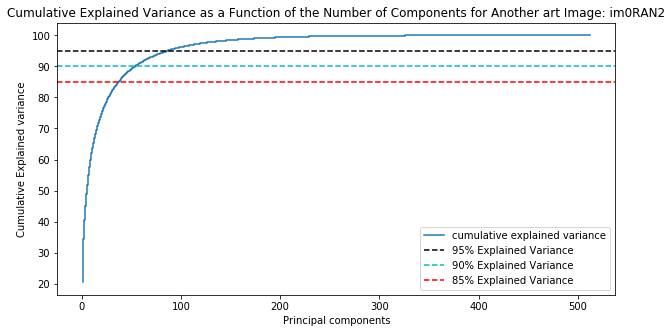 Cumulative Explained Variance as a Function of the Number of Components for Another art Image: im0RAN2
100
90
80
70
60
50
40
30
20
Cumulative Explained variance
cumulative explained variance
95% Explained Variance
90% Explained Variance
85% Explained Variance
0
100
200
300
400
500
Principal components